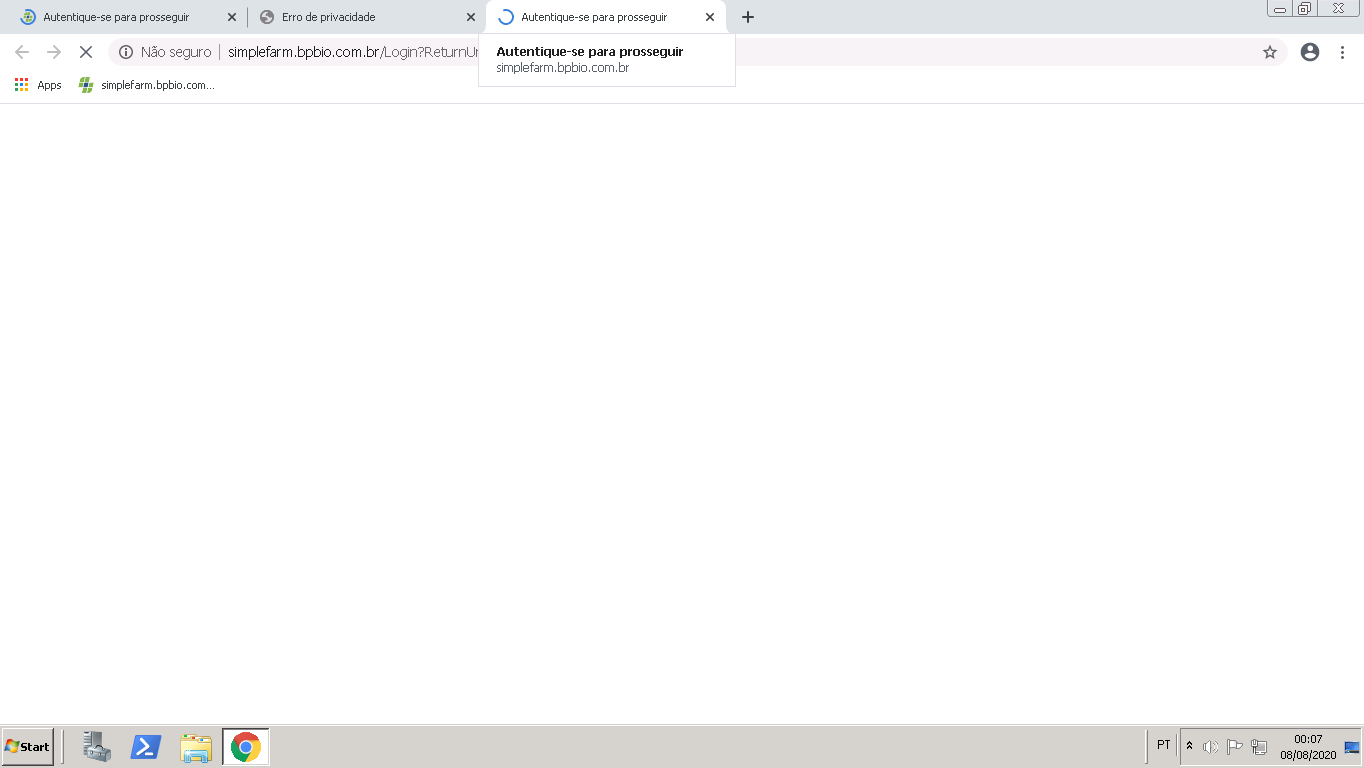 Autentique-se para prosseguir
Erro de privacidade
Autentique-se para prosseguir
Não seguro
simplefarm.bpbio.com.br/Login?ReturnUr
Autentique-se para prosseguir
simplefarm.bpbio.com.br
Apps
simplefarm.bpbio.com...
Start
PT
00:07
08/08/2020